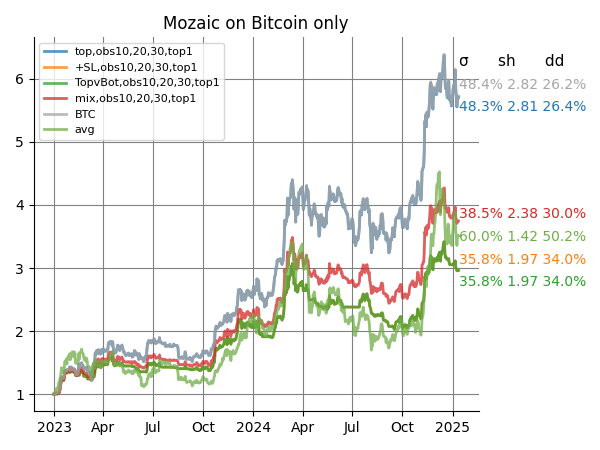 Mozaic on Bitcoin only
top,obs10,20,30,top1
+SL,obs10,20,30,top1
TopvBot,obs10,20,30,top1
mix,obs10,20,30,top1
BTC
avg
σ sh dd
48.4% 2.82 26.2%
48.3% 2.81 26.4%
38.5% 2.38 30.0%
60.0% 1.42 50.2%
35.8% 1.97 34.0%
35.8% 1.97 34.0%
6
5
4
3
2
1
2023 Apr Jul Oct 2024 Apr Jul Oct 2025